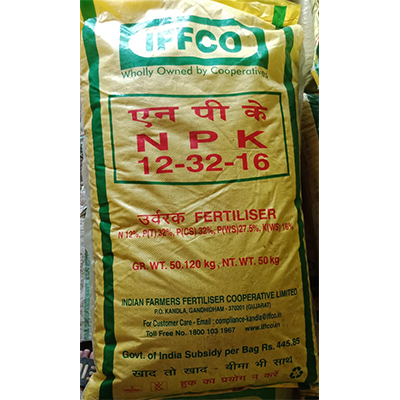 IFFCO
Wholly Owned by Cooperatives
एन पी के
N P K
12-32-16
उर्वरक FERTILISER
N 12%, P(T) 32%, P(CS) 32%, P(WS) 27.5%, K(WS) 16%
GR. WT. 50.120 kg , NT. WT. 50 kg
INDIAN FARMERS FERTILISER COOPERATIVE LIMITED
P.O. KANDLA, GANDHIDHAM - 370201 (GUJARAT)
For Customer Care - Email : compliance-kandla@iffco.in
Toll Free No. 1800 103 1967 www.iffco.in
Govt. of India Subsidy per Bag Rs. 445.85
खाद तो खाद - बीमा भी साथ
हुक का प्रयोग न करें